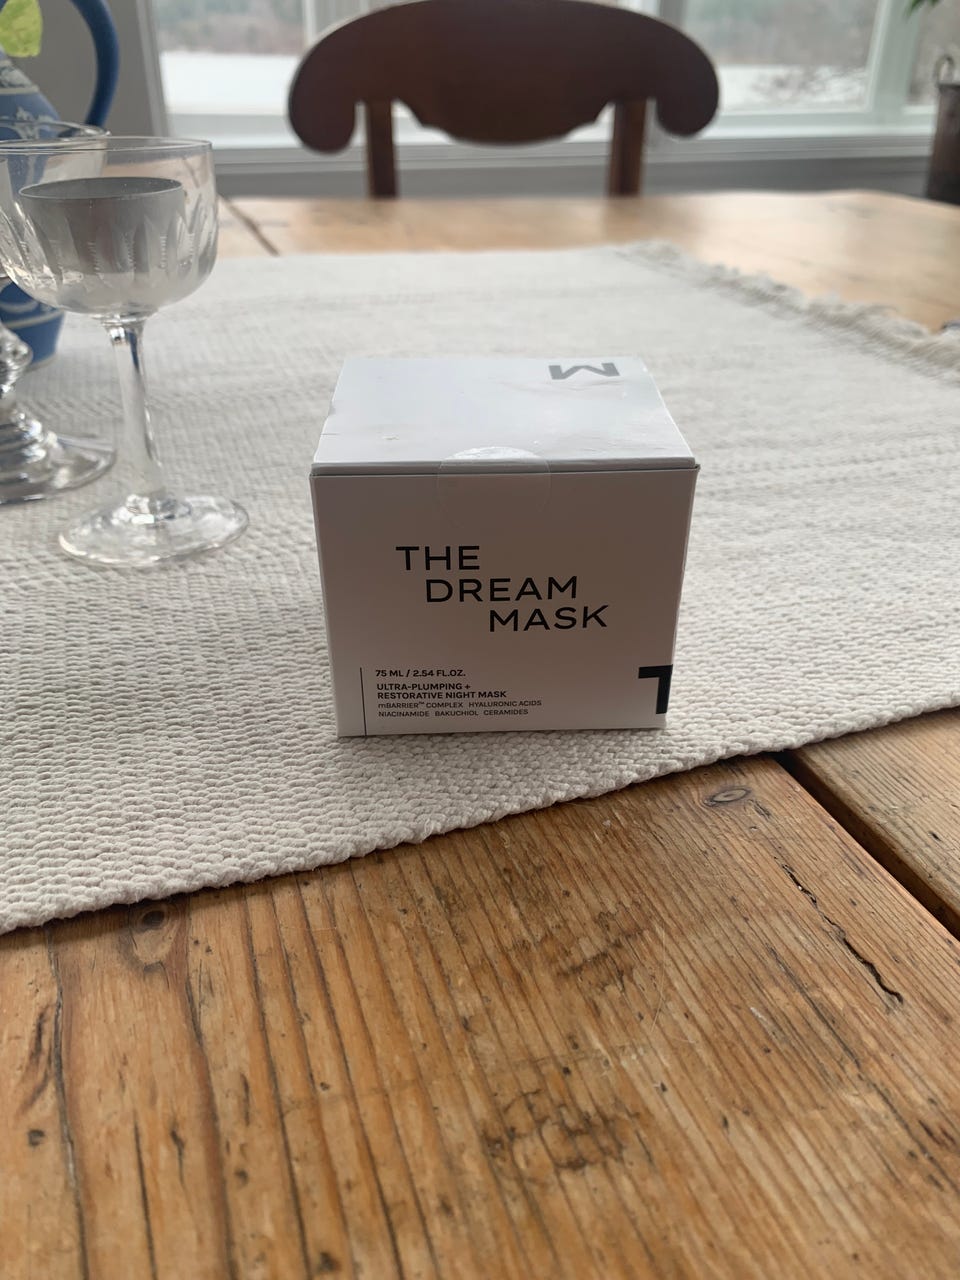 M
THE
DREAM
MASK
75 ML / 2.54 FL.OZ.
ULTRA-PLUMPING +
RESTORATIVE NIGHT MASK
mBARRIER™ COMPLEX HYALURONIC ACIDS
NIACINAMIDE BAKUCHIOL CERAMIDES